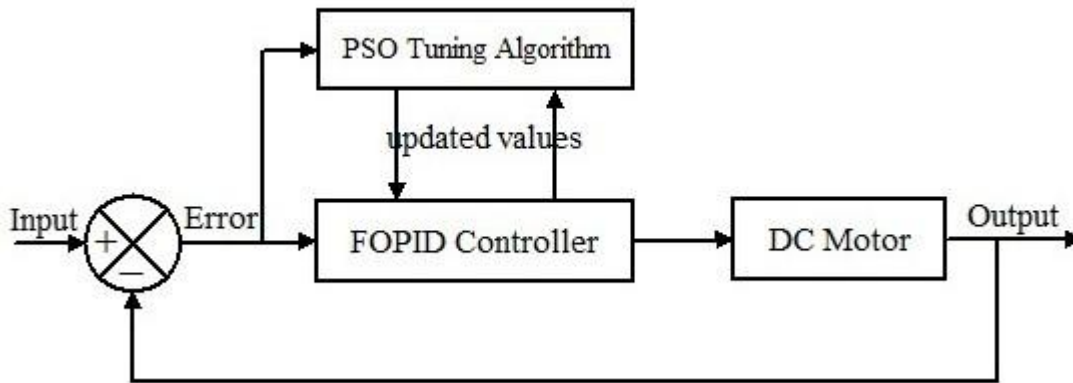 PSO Tuning Algorithm
updated values
Input
Error
+
−
FOPID Controller
DC Motor
Output